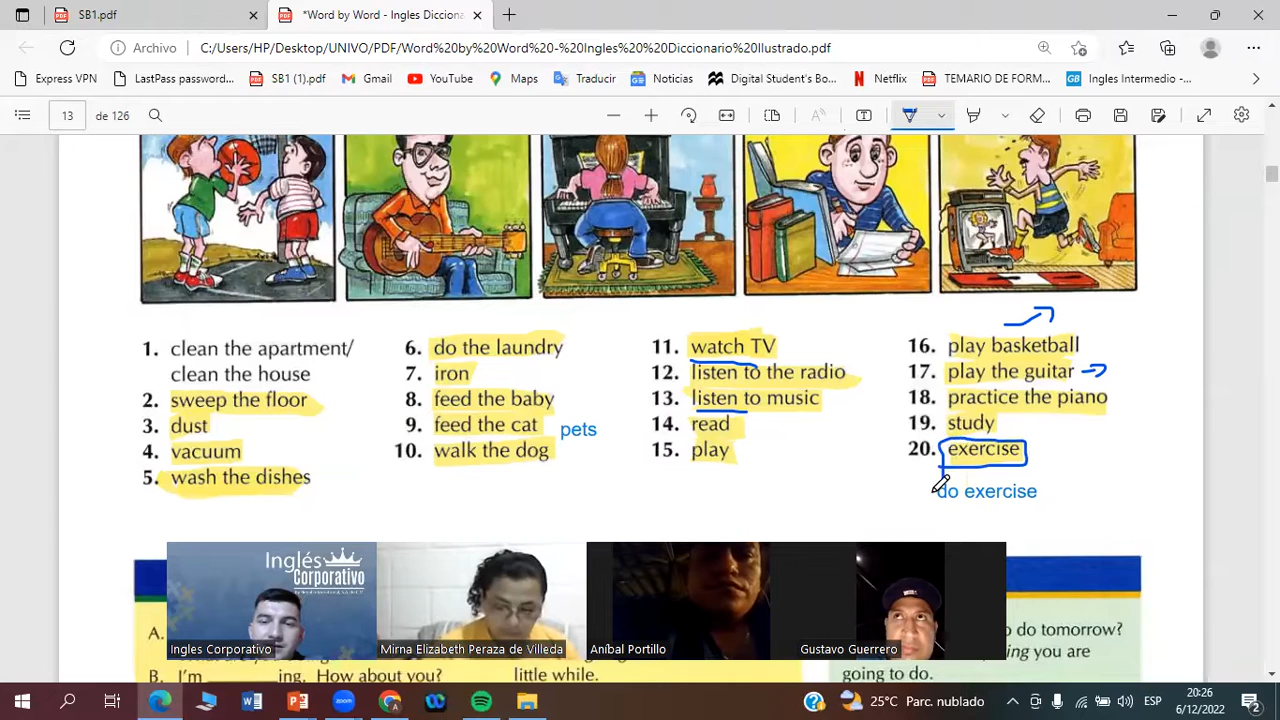 SB1.pdf
*Word by Word - Ingles Dicciona
Archivo
C:/Users/HP/Desktop/UNIVO/PDF/Word%20by%20Word%20-%20Ingles%20%20Diccionario%20Ilustrado.pdf
Express VPN
LastPass password...
SB1 (1).pdf
Gmail
YouTube
Maps
Traducir
Noticias
Digital Student's Bo...
Netflix
TEMARIO DE FORM...
Ingles Intermedio -...
13
de 126
1. clean the apartment/
clean the house
2. sweep the floor
3. dust
4. vacuum
5. wash the dishes
6. do the laundry
7. iron
8. feed the baby
9. feed the cat
pets
10. walk the dog
11. watch TV
12. listen to the radio
13. listen to music
14. read
15. play
16. play basketball
17. play the guitar
18. practice the piano
19. study
20. exercise
do exercise
Inglés
Corporativo
Ingles Corporativo
Mirna Elizabeth Peraza de Villeda
Aníbal Portillo
Gustavo Guerrero
A.
B. I'm ing. How about you?
little while.
o do tomorrow?
ing you are
going to do.
25°C Parc. nublado
ESP
20:26
6/12/2022
2